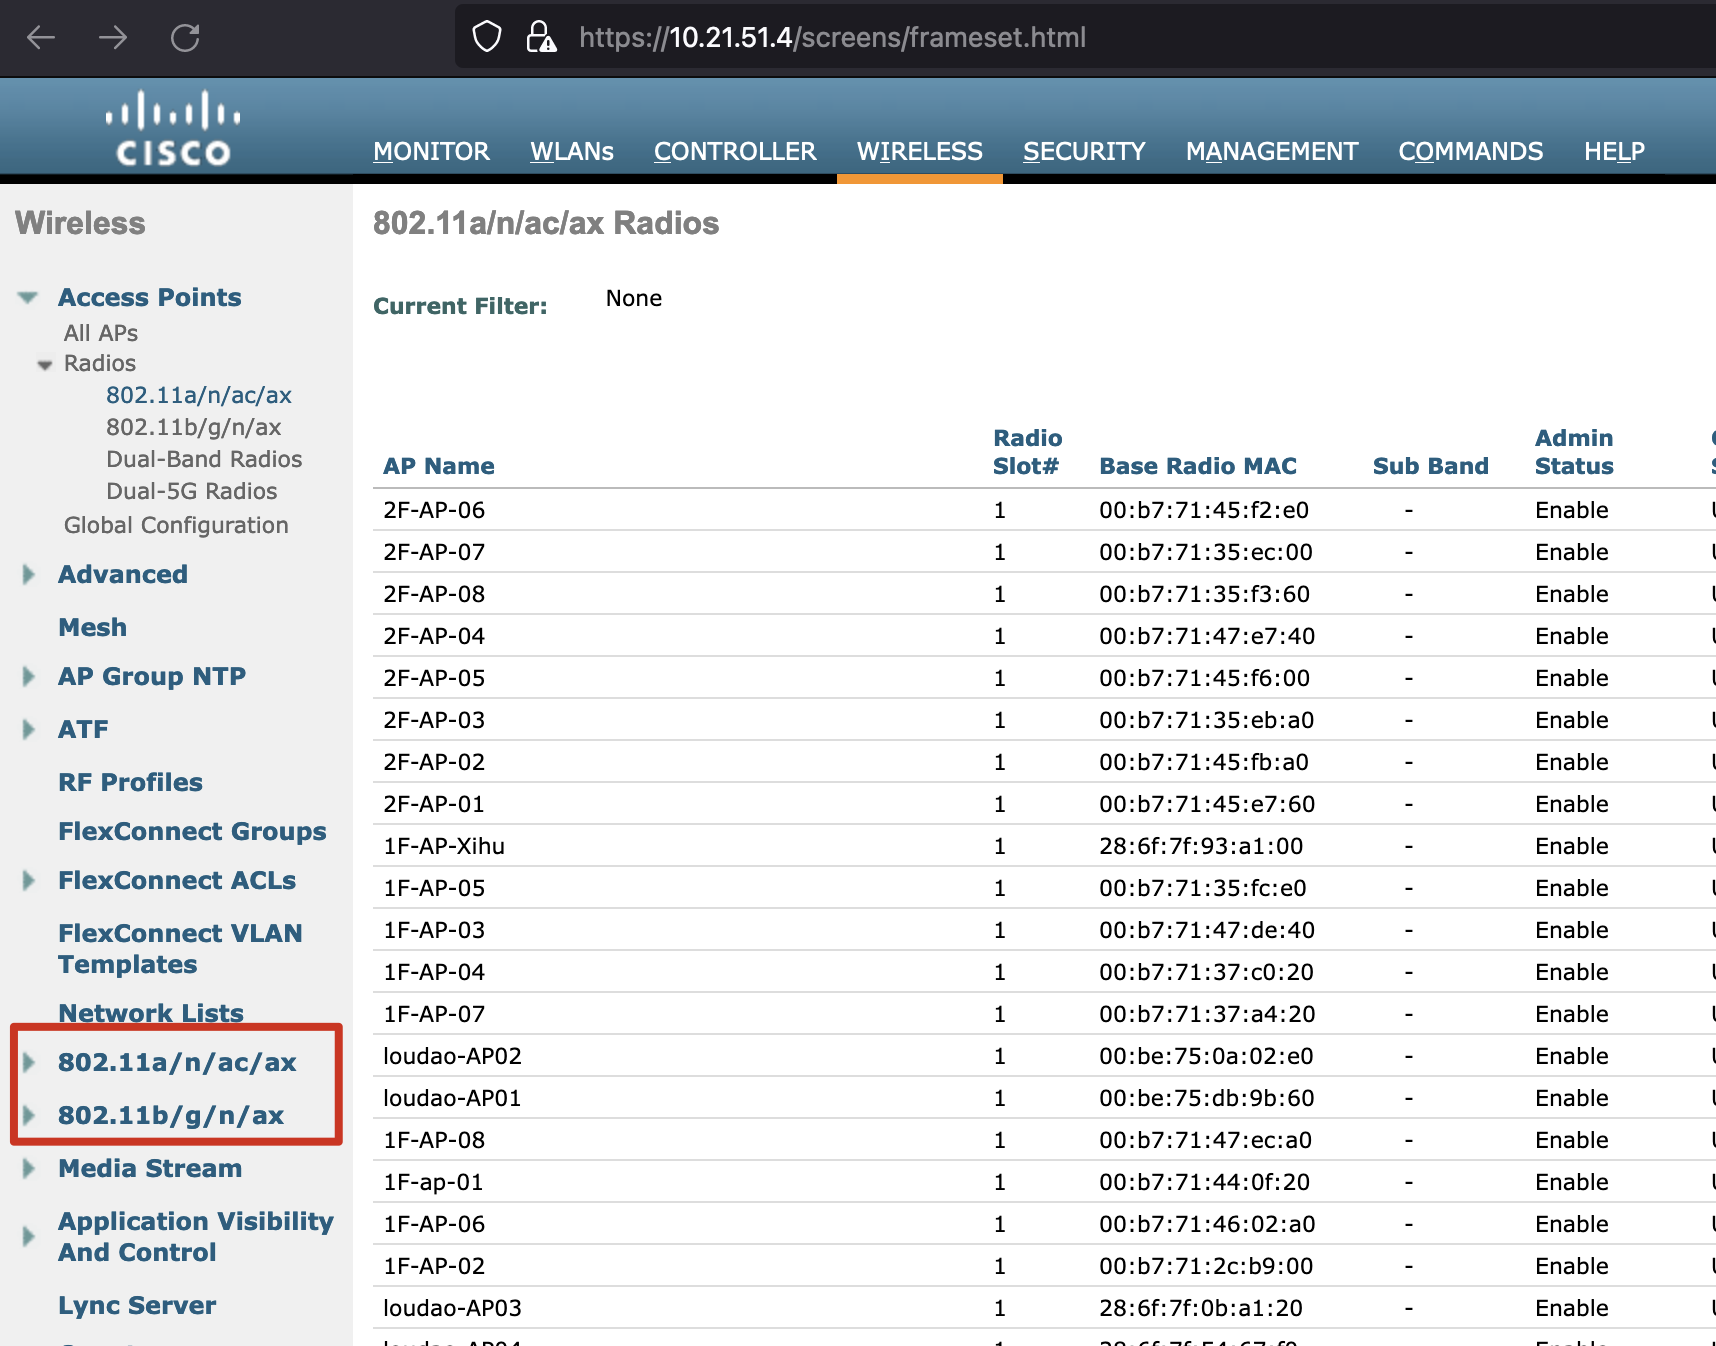 https://10.21.51.4/screens/frameset.html
CISCO
MONITOR WLANs CONTROLLER WIRELESS SECURITY MANAGEMENT COMMANDS HELP
Wireless
Access Points
All APs
Radios
802.11a/n/ac/ax
802.11b/g/n/ax
Dual-Band Radios
Dual-5G Radios
Global Configuration
Advanced
Mesh
AP Group NTP
ATF
RF Profiles
FlexConnect Groups
FlexConnect ACLs
FlexConnect VLAN
Templates
Network Lists
802.11a/n/ac/ax
802.11b/g/n/ax
Media Stream
Application Visibility
And Control
Lync Server
802.11a/n/ac/ax Radios
Current Filter: None
AP Name Radio Slot# Base Radio MAC Sub Band Admin Status
2F-AP-06 1 00:b7:71:45:f2:e0 - Enable
2F-AP-07 1 00:b7:71:35:ec:00 - Enable
2F-AP-08 1 00:b7:71:35:f3:60 - Enable
2F-AP-04 1 00:b7:71:47:e7:40 - Enable
2F-AP-05 1 00:b7:71:45:f6:00 - Enable
2F-AP-03 1 00:b7:71:35:eb:a0 - Enable
2F-AP-02 1 00:b7:71:45:fb:a0 - Enable
2F-AP-01 1 00:b7:71:45:e7:60 - Enable
1F-AP-Xihu 1 28:6f:7f:93:a1:00 - Enable
1F-AP-05 1 00:b7:71:35:fc:e0 - Enable
1F-AP-03 1 00:b7:71:47:de:40 - Enable
1F-AP-04 1 00:b7:71:37:c0:20 - Enable
1F-AP-07 1 00:b7:71:37:a4:20 - Enable
loudao-AP02 1 00:be:75:0a:02:e0 - Enable
loudao-AP01 1 00:be:75:db:9b:60 - Enable
1F-AP-08 1 00:b7:71:47:ec:a0 - Enable
1F-ap-01 1 00:b7:71:44:0f:20 - Enable
1F-AP-06 1 00:b7:71:46:02:a0 - Enable
1F-AP-02 1 00:b7:71:2c:b9:00 - Enable
loudao-AP03 1 28:6f:7f:0b:a1:20 - Enable